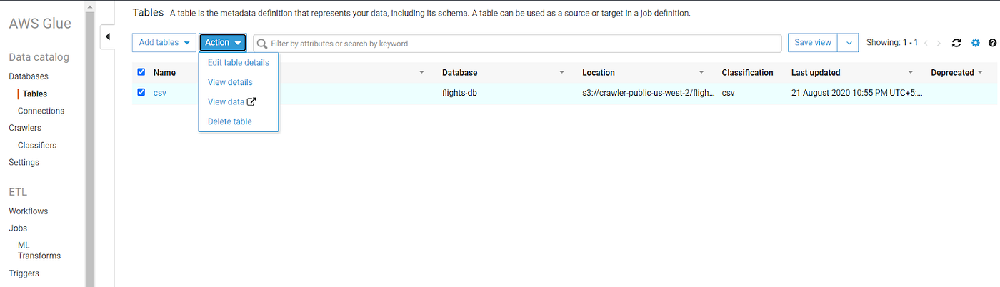 AWS Glue
Data catalog
Databases
Tables
Connections
Crawlers
Classifiers
Settings
ETL
Workflows
Jobs
ML
Transforms
Triggers
Tables A table is the metadata definition that represents your data, including its schema. A table can be used as a source or target in a job definition.
Add tables Action Filter by attributes or search by keyword Save view Showing: 1 - 1
Edit table details
View details
View data
Delete table
Name Database Location Classification Last updated Deprecated
csv flights-db s3://crawler-public-us-west-2/fligh... csv 21 August 2020 10:55 PM UTC+5:...